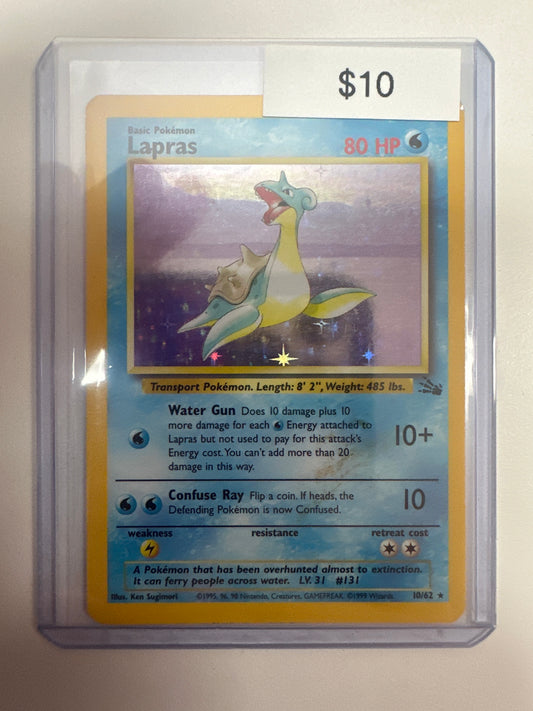 $10
Basic Pokémon
Lapras 80 HP
Transport Pokémon. Length: 8' 2", Weight: 485 lbs.
Water Gun Does 10 damage plus 10
more damage for each Energy attached to
Lapras but not used to pay for this attack's
Energy cost. You can't add more than 20
damage in this way.
10+
Confuse Ray Flip a coin. If heads, the
Defending Pokémon is now Confused.
10
weakness resistance retreat cost
A Pokémon that has been overhunted almost to extinction.
It can ferry people across water. LV. 31 #131
Illus. Ken Sugimori ©1995, 96, 98 Nintendo, Creatures, GAMEFREAK. ©1999 Wizards. 10/62 ★